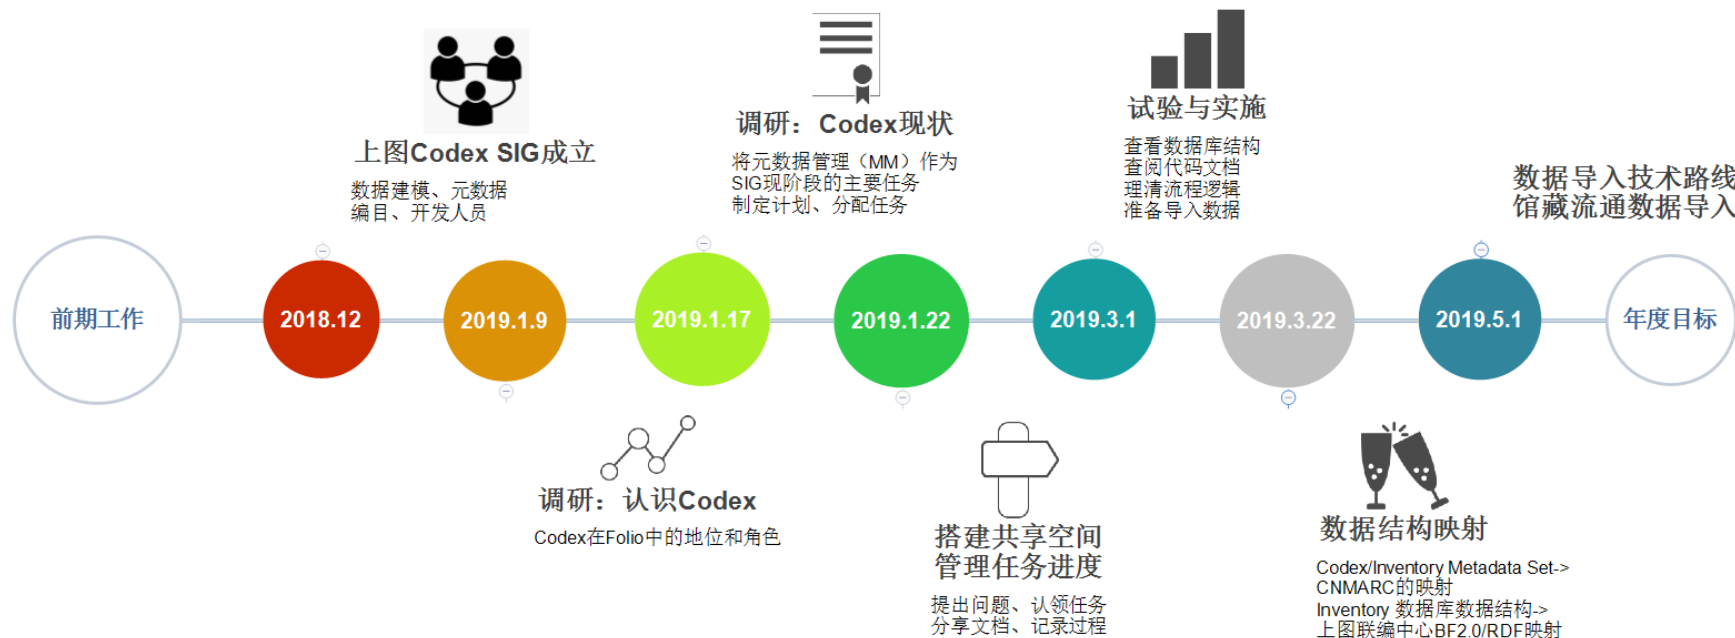 上图Codex SIG成立
数据建模、元数据
编目、开发人员
调研：Codex现状
将元数据管理（MM）作为
SIG现阶段的主要任务
制定计划、分配任务
试验与实施
查看数据库结构
查阅代码文档
理清流程逻辑
准备导入数据
数据导入技术路线
馆藏流通数据导入
前期工作
2018.12
2019.1.9
2019.1.17
2019.1.22
2019.3.1
2019.3.22
2019.5.1
年度目标
调研：认识Codex
Codex在Folio中的地位和角色
搭建共享空间
管理任务进度
提出问题、认领任务
分享文档、记录过程
数据结构映射
Codex/Inventory Metadata Set->
CNMARC的映射
Inventory 数据库数据结构->
上图联编中心BF2.0/RDF映射